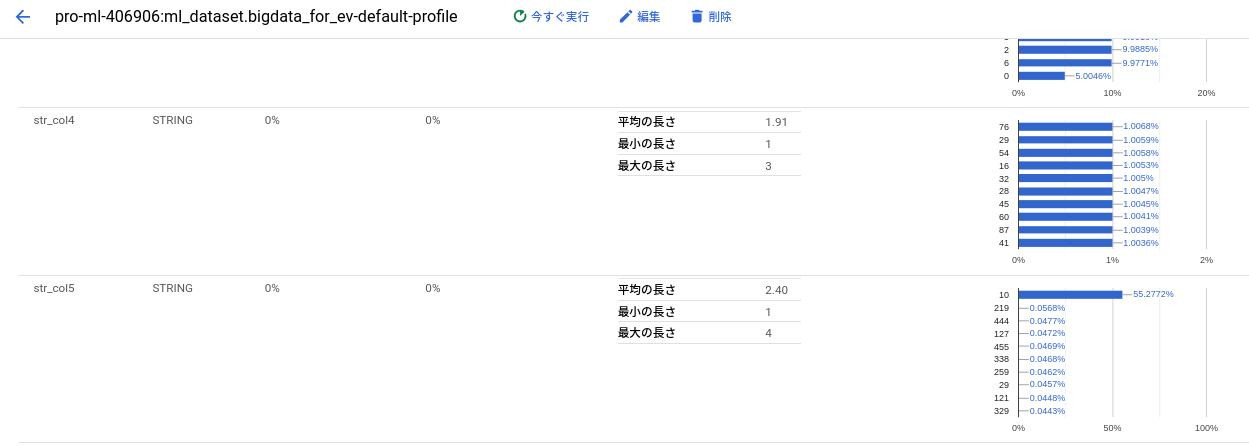 pro-ml-406906:ml_dataset.bigdata_for_ev-default-profile 今すぐ実行 編集 削除
2 9.9885%
6 9.9771%
0 5.0046%
0% 10% 20%
str_col4 STRING 0% 0%
平均の長さ 1.91
最小の長さ 1
最大の長さ 3
76 1.0068%
29 1.0059%
54 1.0058%
16 1.0053%
32 1.005%
28 1.0047%
45 1.0045%
60 1.0041%
87 1.0039%
41 1.0036%
0% 1% 2%
str_col5 STRING 0% 0%
平均の長さ 2.40
最小の長さ 1
最大の長さ 4
10 55.2772%
219 0.0568%
444 0.0477%
127 0.0472%
455 0.0469%
338 0.0468%
259 0.0462%
29 0.0457%
121 0.0448%
329 0.0443%
0% 50% 100%